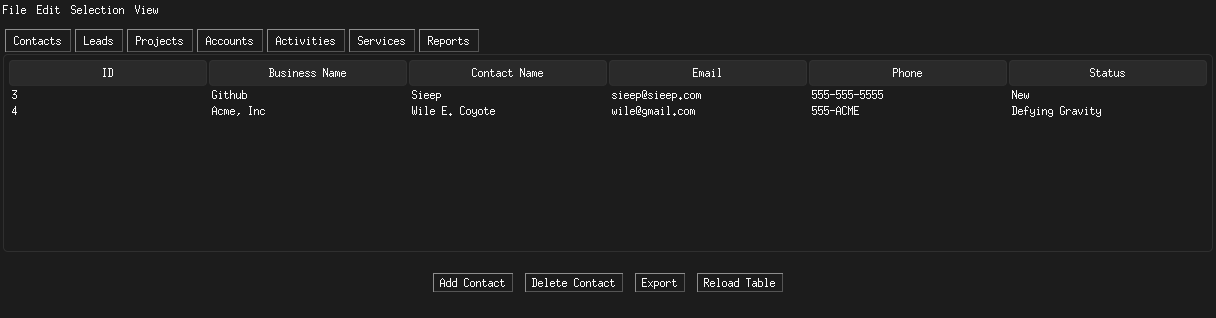 File Edit Selection View
Contacts Leads Projects Accounts Activities Services Reports
ID Business Name Contact Name Email Phone Status
3 Github Sieep sieep@sieep.com 555-555-5555 New
4 Acme, Inc Wile E. Coyote wile@gmail.com 555-ACME Defying Gravity
Add Contact Delete Contact Export Reload Table